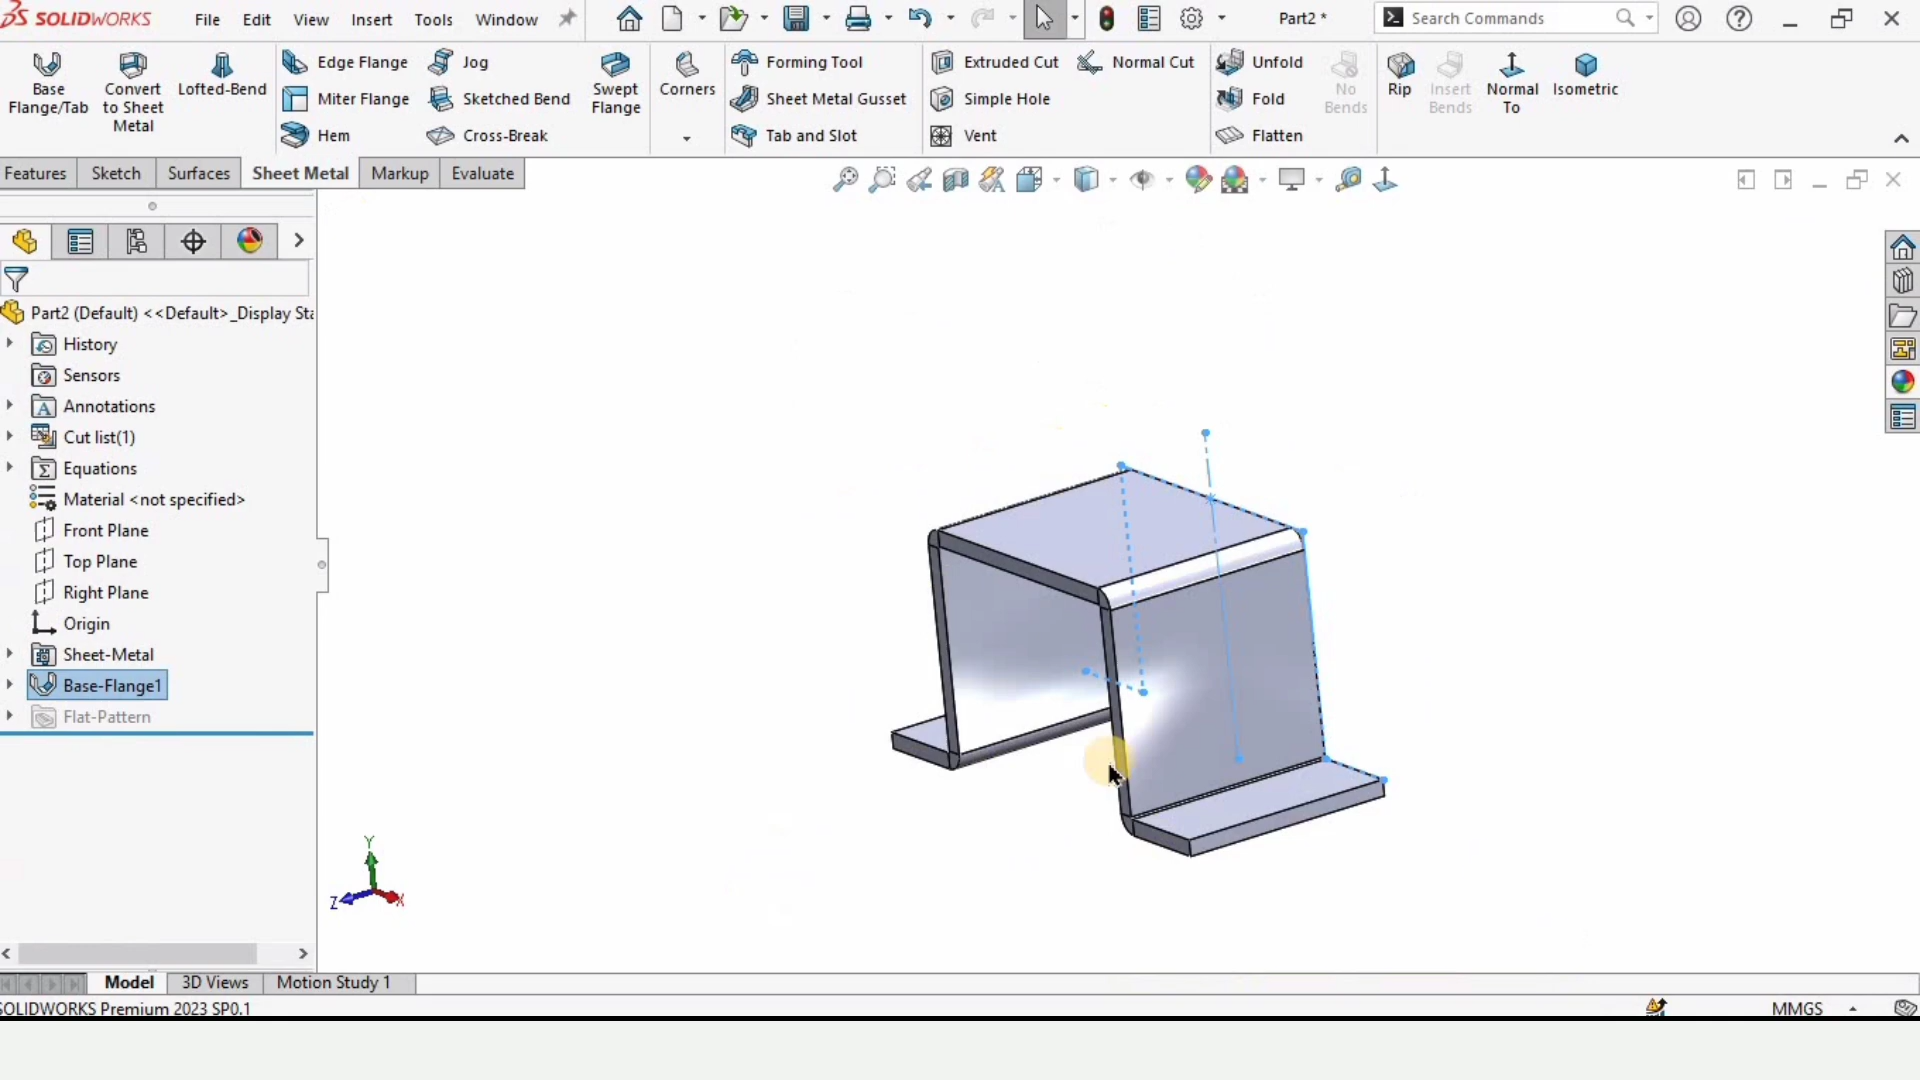 SOLIDWORKS File Edit View Insert Tools Window Part2 * Search Commands
Base Flange/Tab
Convert to Sheet Metal
Lofted-Bend
Edge Flange
Miter Flange
Hem
Jog
Sketched Bend
Cross-Break
Swept Flange
Corners
Forming Tool
Sheet Metal Gusset
Tab and Slot
Extruded Cut
Simple Hole
Vent
Normal Cut
Unfold
Fold
Flatten
No Bends
Rip
Insert Bends
Normal To
Isometric
Features Sketch Surfaces Sheet Metal Markup Evaluate
Part2 (Default) <<Default>_Display Sta
History
Sensors
Annotations
Cut list(1)
Equations
Material <not specified>
Front Plane
Top Plane
Right Plane
Origin
Sheet-Metal
Base-Flange1
Flat-Pattern
Y
Z
X
Model 3D Views Motion Study 1
SOLIDWORKS Premium 2023 SP0.1 MMGS